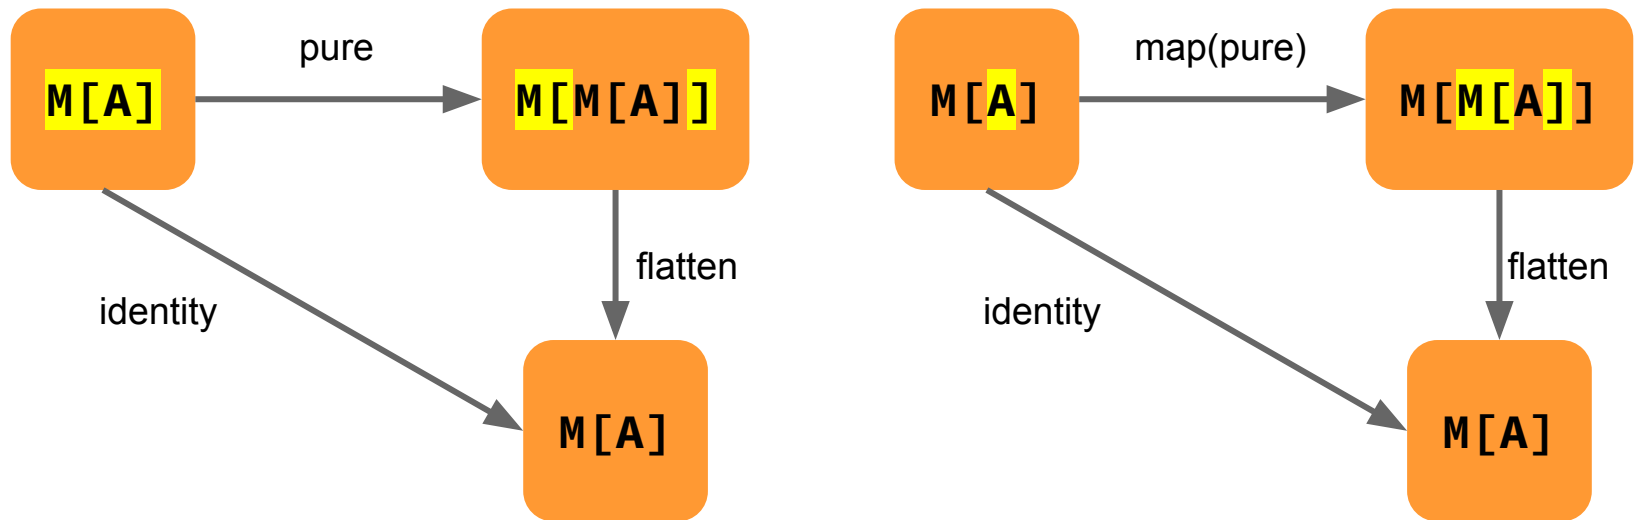 pure
M[A]
M[M[A]]
identity
flatten
M[A]
map(pure)
M[A]
M[M[A]]
identity
flatten
M[A]